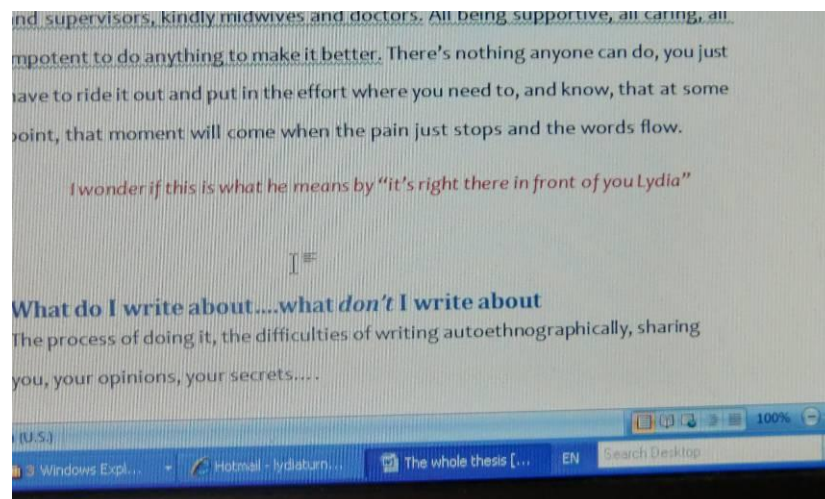 nd supervisors, kindly midwives and doctors. All being supportive, all caring, all
mpotent to do anything to make it better. There's nothing anyone can do, you just
have to ride it out and put in the effort where you need to, and know, that at some
point, that moment will come when the pain just stops and the words flow.
I wonder if this is what he means by "it's right there in front of you Lydia"
What do I write about....what don't I write about
The process of doing it, the difficulties of writing autoethnographically, sharing
you, your opinions, your secrets....
(U.S.) 100%
3 Windows Expl... Hotmail - lydiaturn... The whole thesis [... EN Search Desktop